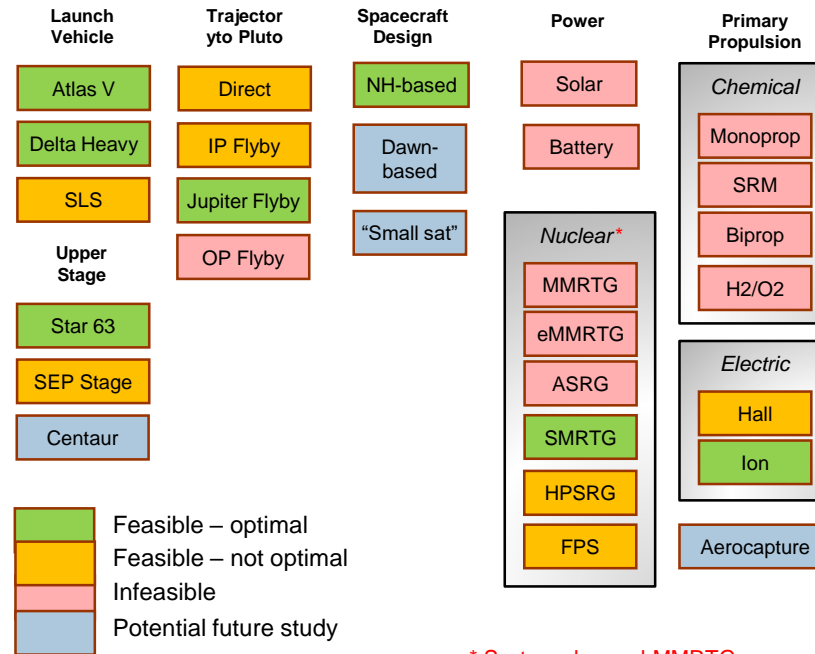 Launch
Vehicle
Atlas V
Delta Heavy
SLS
Upper
Stage
Star 63
SEP Stage
Centaur
Trajector
yto Pluto
Direct
IP Flyby
Jupiter Flyby
OP Flyby
Spacecraft
Design
NH-based
Dawn-
based
“Small sat”
Power
Solar
Battery
Nuclear*
MMRTG
eMMRTG
ASRG
SMRTG
HPSRG
FPS
Primary
Propulsion
Chemical
Monoprop
SRM
Biprop
H2/O2
Electric
Hall
Ion
Aerocapture
Feasible – optimal
Feasible – not optimal
Infeasible
Potential future study